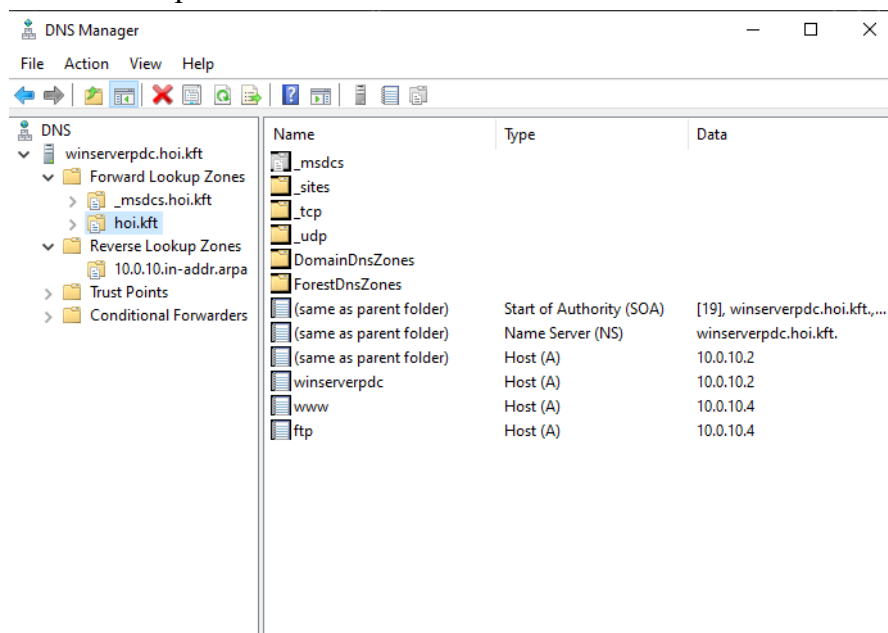 DNS Manager
File Action View Help
DNS
winserverpdc.hoi.kft
Forward Lookup Zones
_msdcs.hoi.kft
hoi.kft
Reverse Lookup Zones
10.0.10.in-addr.arpa
Trust Points
Conditional Forwarders
Name Type Data
_msdcs
_sites
_tcp
_udp
DomainDnsZones
ForestDnsZones
(same as parent folder) Start of Authority (SOA) [19], winserverpdc.hoi.kft.,...
(same as parent folder) Name Server (NS) winserverpdc.hoi.kft.
(same as parent folder) Host (A) 10.0.10.2
winserverpdc Host (A) 10.0.10.2
www Host (A) 10.0.10.4
ftp Host (A) 10.0.10.4